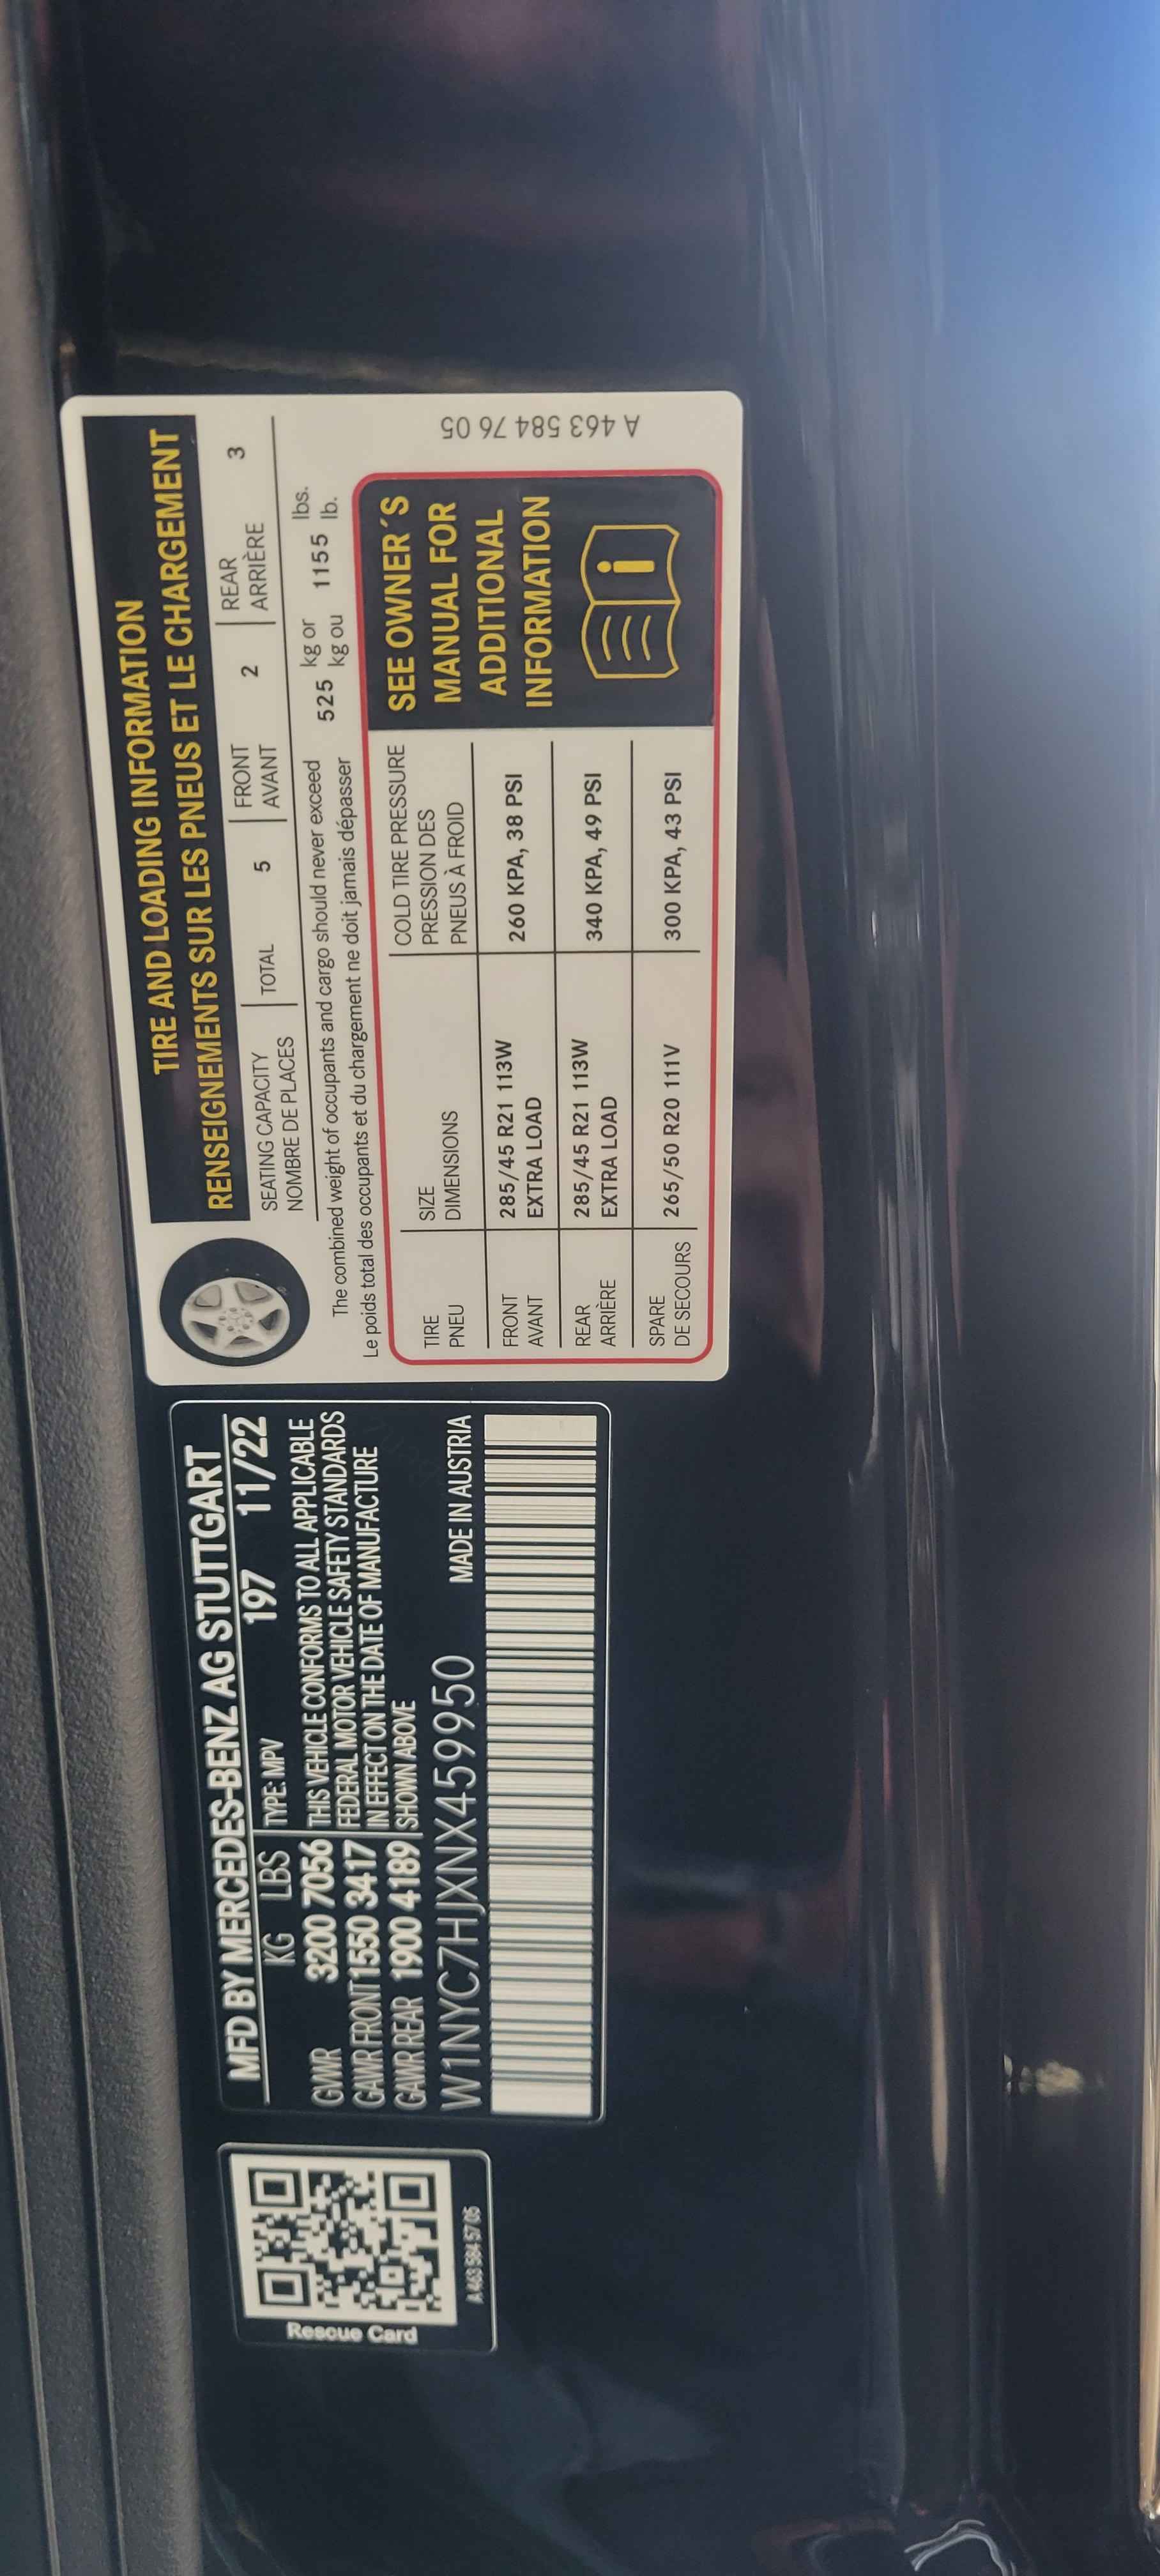 Rescue Card
A 463 584 57 05
MFD BY MERCEDES-BENZ AG STUTTGART
KG LBS TYPE: MPV 197 11/22
GVWR 3200 7056 THIS VEHICLE CONFORMS TO ALL APPLICABLE
GAWR FRONT 1550 3417 FEDERAL MOTOR VEHICLE SAFETY STANDARDS
IN EFFECT ON THE DATE OF MANUFACTURE
GAWR REAR 1900 4189 SHOWN ABOVE
W1NYC7HJXNX459950 MADE IN AUSTRIA
TIRE AND LOADING INFORMATION
RENSEIGNEMENTS SUR LES PNEUS ET LE CHARGEMENT
SEATING CAPACITY TOTAL 5 FRONT 2 REAR 3
NOMBRE DE PLACES AVANT ARRIÈRE
The combined weight of occupants and cargo should never exceed 525 kg or 1155 lbs.
Le poids total des occupants et du chargement ne doit jamais dépasser kg ou lb.
TIRE SIZE COLD TIRE PRESSURE
PNEU DIMENSIONS PRESSION DES
PNEUS À FROID
FRONT 285/45 R21 113W 260 KPA, 38 PSI
AVANT EXTRA LOAD
REAR 285/45 R21 113W 340 KPA, 49 PSI
ARRIÈRE EXTRA LOAD
SPARE 265/50 R20 111V 300 KPA, 43 PSI
DE SECOURS
SEE OWNER´S
MANUAL FOR
ADDITIONAL
INFORMATION
i
A 463 584 76 05